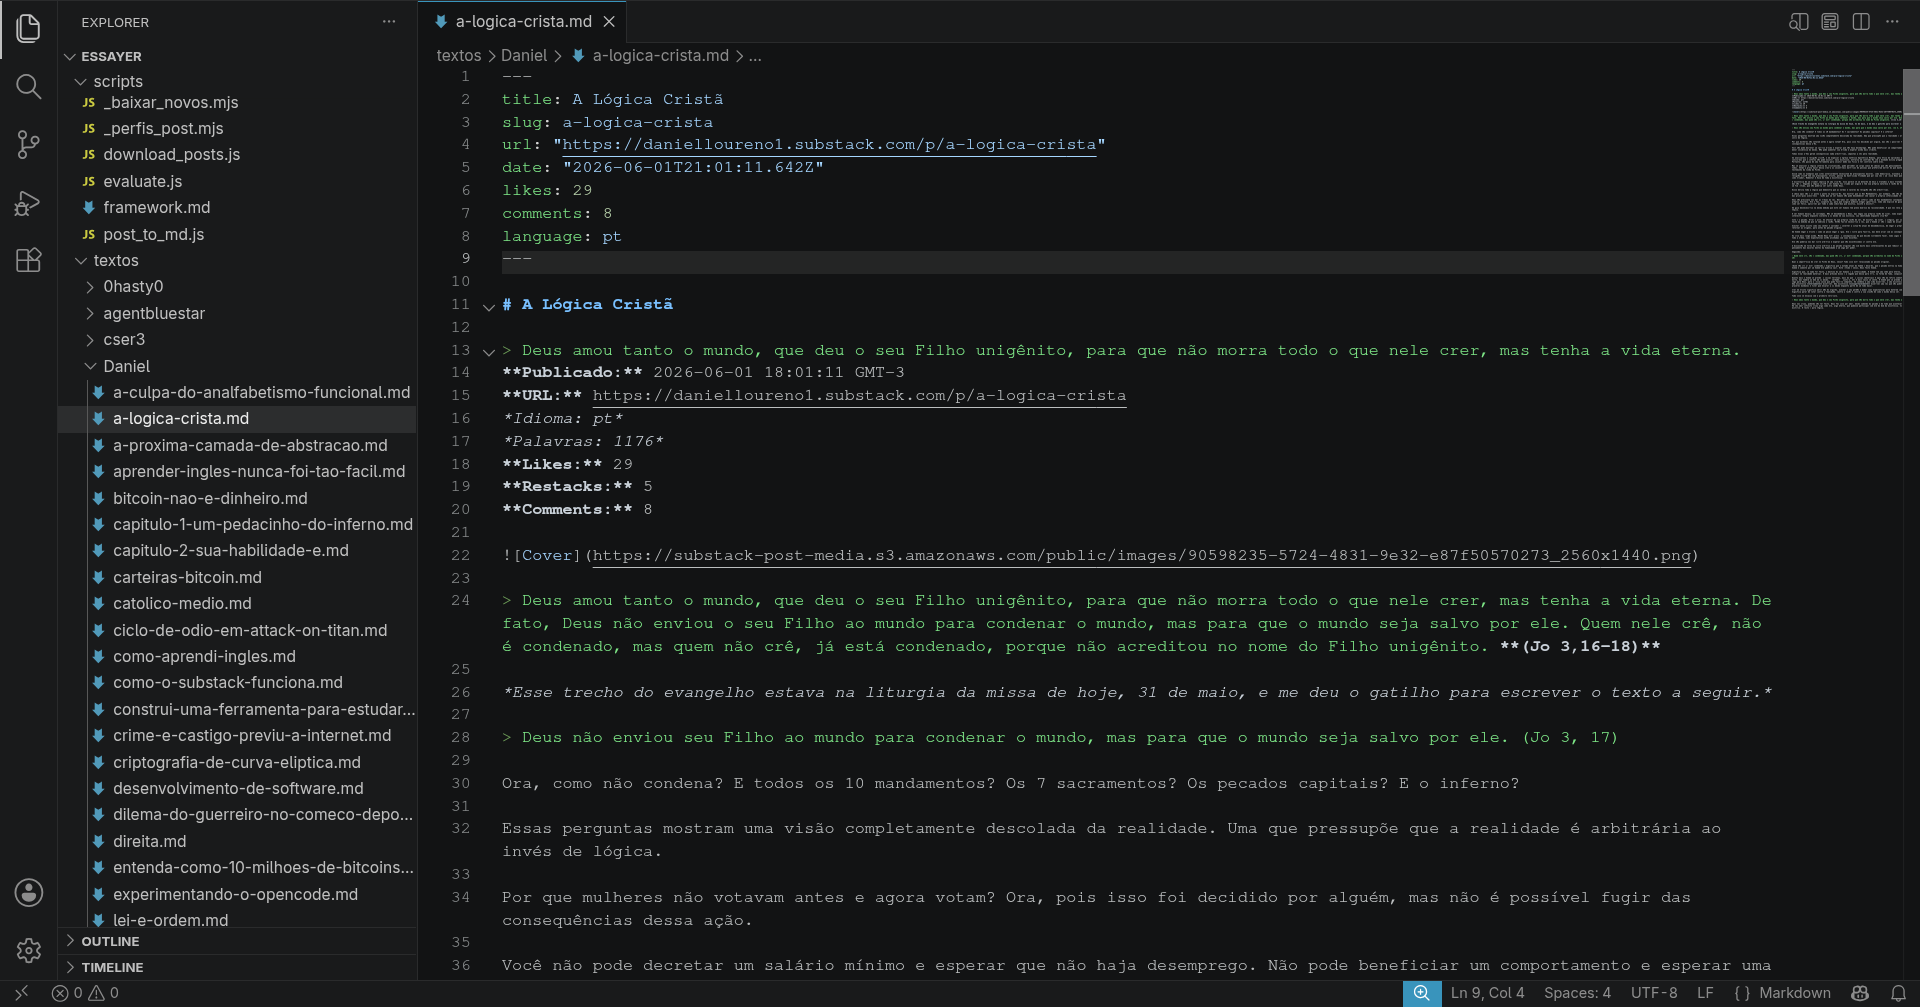 EXPLORER
ESSAYER
scripts
_baixar_novos.mjs
_perfis_post.mjs
download_posts.js
evaluate.js
framework.md
post_to_md.js
textos
0hasty0
agentbluestar
cser3
Daniel
a-culpa-do-analfabetismo-funcional.md
a-logica-crista.md
a-proxima-camada-de-abstracao.md
aprender-ingles-nunca-foi-tao-facil.md
bitcoin-nao-e-dinheiro.md
capitulo-1-um-pedacinho-do-inferno.md
capitulo-2-sua-habilidade-e.md
carteiras-bitcoin.md
catolico-medio.md
ciclo-de-odio-em-attack-on-titan.md
como-aprendi-ingles.md
como-o-substack-funciona.md
construi-uma-ferramenta-para-estudar...
crime-e-castigo-previu-a-internet.md
criptografia-de-curva-eliptica.md
desenvolvimento-de-software.md
dilema-do-guerreiro-no-comeco-depo...
direita.md
entenda-como-10-milhoes-de-bitcoins...
experimentando-o-opencode.md
lei-e-ordem.md
OUTLINE
TIMELINE
a-logica-crista.md
textos > Daniel > a-logica-crista.md > ...
1 ---
2 title: A Lógica Cristã
3 slug: a-logica-crista
4 url: "https://danielloureno1.substack.com/p/a-logica-crista"
5 date: "2026-06-01T21:01:11.642Z"
6 likes: 29
7 comments: 8
8 language: pt
9 ---
10
11 # A Lógica Cristã
12
13 > Deus amou tanto o mundo, que deu o seu Filho unigênito, para que não morra todo o que nele crer, mas tenha a vida eterna.
14 **Publicado:** 2026-06-01 18:01:11 GMT-3
15 **URL:** https://danielloureno1.substack.com/p/a-logica-crista
16 *Idioma: pt*
17 *Palavras: 1176*
18 **Likes:** 29
19 **Restacks:** 5
20 **Comments:** 8
21
22 ![Cover](https://substack-post-media.s3.amazonaws.com/public/images/90598235-5724-4831-9e32-e87f50570273_2560x1440.png)
23
24 > Deus amou tanto o mundo, que deu o seu Filho unigênito, para que não morra todo o que nele crer, mas tenha a vida eterna. De
fato, Deus não enviou o seu Filho ao mundo para condenar o mundo, mas para que o mundo seja salvo por ele. Quem nele crê, não
é condenado, mas quem não crê, já está condenado, porque não acreditou no nome do Filho unigênito. **(Jo 3,16-18)**
25
26 *Esse trecho do evangelho estava na liturgia da missa de hoje, 31 de maio, e me deu o gatilho para escrever o texto a seguir.*
27
28 > Deus não enviou seu Filho ao mundo para condenar o mundo, mas para que o mundo seja salvo por ele. (Jo 3, 17)
29
30 Ora, como não condena? E todos os 10 mandamentos? Os 7 sacramentos? Os pecados capitais? E o inferno?
31
32 Essas perguntas mostram uma visão completamente descolada da realidade. Uma que pressupõe que a realidade é arbitrária ao
invés de lógica.
33
34 Por que mulheres não votavam antes e agora votam? Ora, pois isso foi decidido por alguém, mas não é possível fugir das
consequências dessa ação.
35
36 Você não pode decretar um salário mínimo e esperar que não haja desemprego. Não pode beneficiar um comportamento e esperar uma
0 0
Ln 9, Col 4
Spaces: 4
UTF-8
LF
{ } Markdown